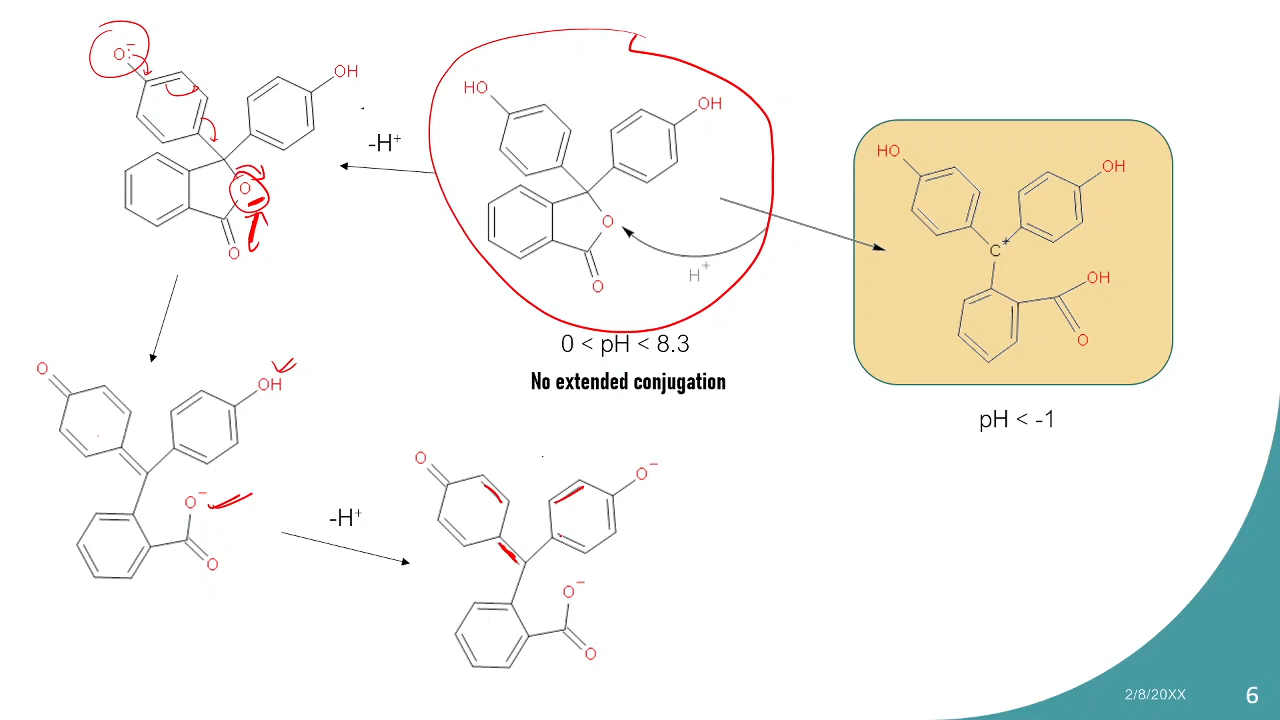 O:⁻
OH
O
O
-H⁺
HO
OH
O
O
H⁺
0 < pH < 8.3
No extended conjugation
HO
OH
C⁺
OH
O
pH < -1
O
OH
O⁻
O
-H⁺
O
O⁻
O⁻
O
2/8/20XX
6